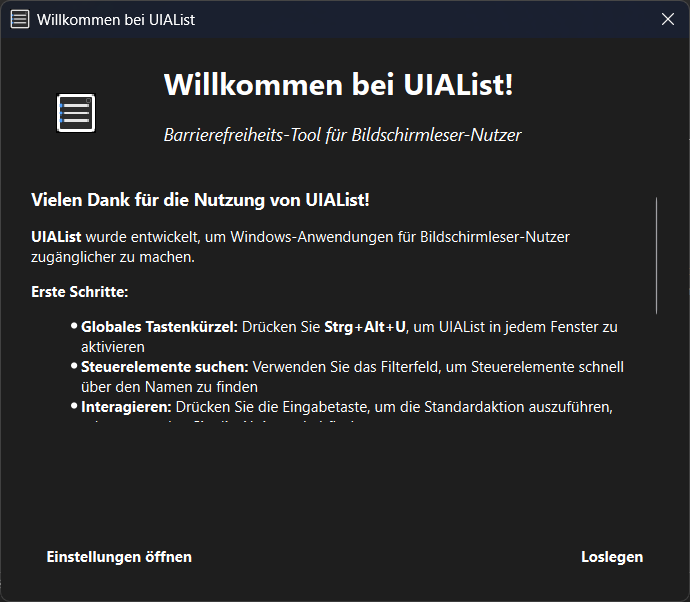 Willkommen bei UIAList
Willkommen bei UIAList!
Barrierefreiheits-Tool für Bildschirmleser-Nutzer
Vielen Dank für die Nutzung von UIAList!
UIAList wurde entwickelt, um Windows-Anwendungen für Bildschirmleser-Nutzer
zugänglicher zu machen.
Erste Schritte:
• Globales Tastenkürzel: Drücken Sie Strg+Alt+U, um UIAList in jedem Fenster zu
aktivieren
• Steuerelemente suchen: Verwenden Sie das Filterfeld, um Steuerelemente schnell
über den Namen zu finden
• Interagieren: Drücken Sie die Eingabetaste, um die Standardaktion auszuführen,
Einstellungen öffnen
Loslegen